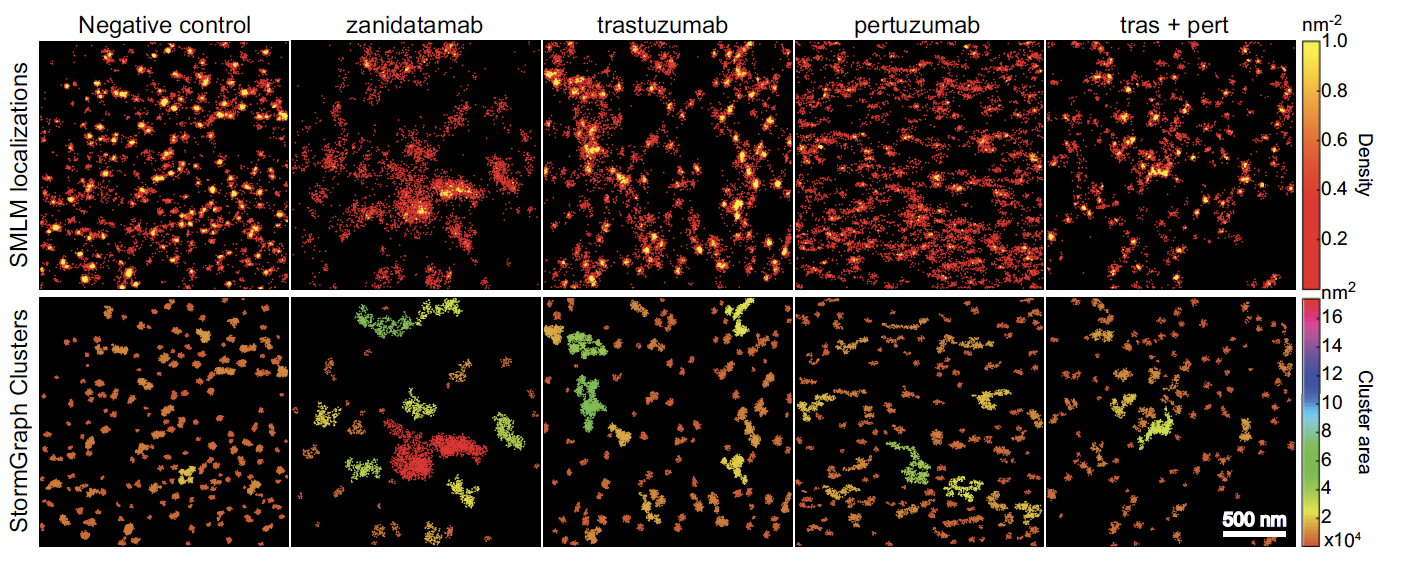 Negative control
zanidatamab
trastuzumab
pertuzumab
tras + pert
nm-2
SMLM localizations
1.0
0.8
0.6
0.4
0.2
Density
StormGraph Clusters
nm2
16
14
12
10
8
6
4
2
x104
Cluster area
500 nm